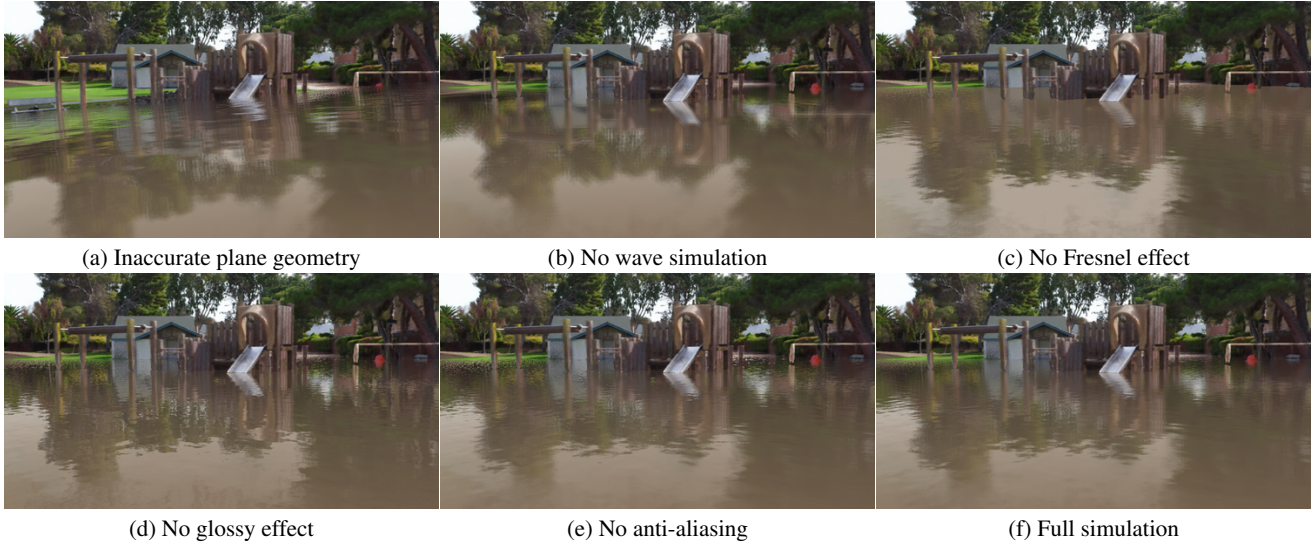 (a) Inaccurate plane geometry
(b) No wave simulation
(c) No Fresnel effect
(d) No glossy effect
(e) No anti-aliasing
(f) Full simulation